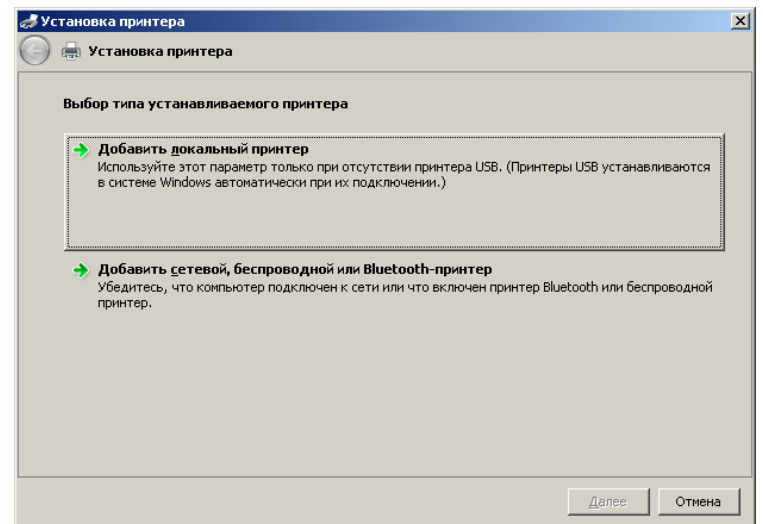 Установка принтера
Установка принтера
Выбор типа устанавливаемого принтера
Добавить локальный принтер
Используйте этот параметр только при отсутствии принтера USB. (Принтеры USB устанавливаются
в системе Windows автоматически при их подключении.)
Добавить сетевой, беспроводной или Bluetooth-принтер
Убедитесь, что компьютер подключен к сети или что включен принтер Bluetooth или беспроводной
принтер.
Далее Отмена